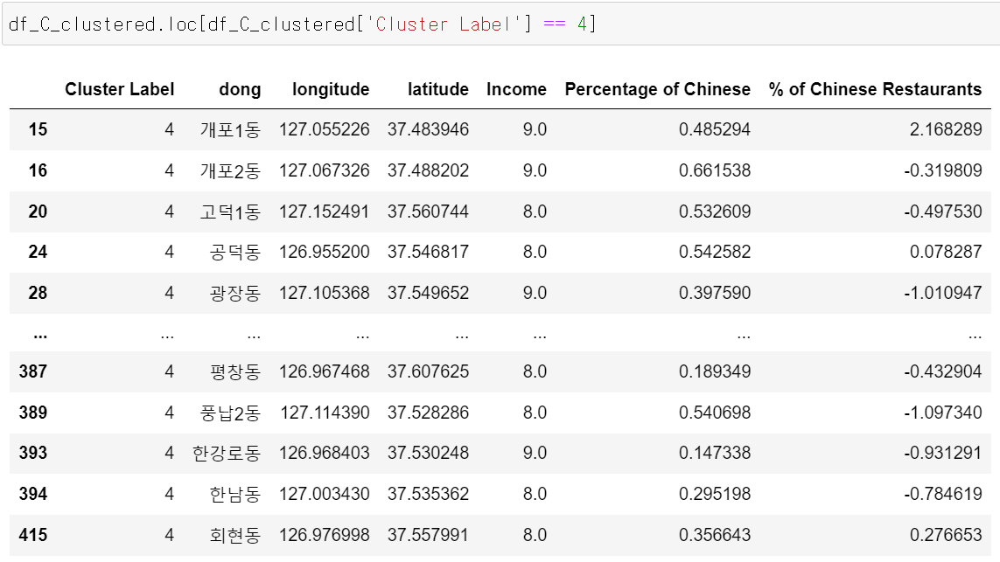 df_C_clustered.loc[df_C_clustered['Cluster Label'] == 4]
Cluster Label dong longitude latitude Income Percentage of Chinese % of Chinese Restaurants
15 4 개포1동 127.055226 37.483946 9.0 0.485294 2.168289
16 4 개포2동 127.067326 37.488202 9.0 0.661538 -0.319809
20 4 고덕1동 127.152491 37.560744 8.0 0.532609 -0.497530
24 4 공덕동 126.955200 37.546817 8.0 0.542582 0.078287
28 4 광장동 127.105368 37.549652 9.0 0.397590 -1.010947
... ... ... ... ... ... ... ...
387 4 평창동 126.967468 37.607625 8.0 0.189349 -0.432904
389 4 풍납2동 127.114390 37.528286 8.0 0.540698 -1.097340
393 4 한강로동 126.968403 37.530248 9.0 0.147338 -0.931291
394 4 한남동 127.003430 37.535362 8.0 0.295198 -0.784619
415 4 회현동 126.976998 37.557991 8.0 0.356643 0.276653